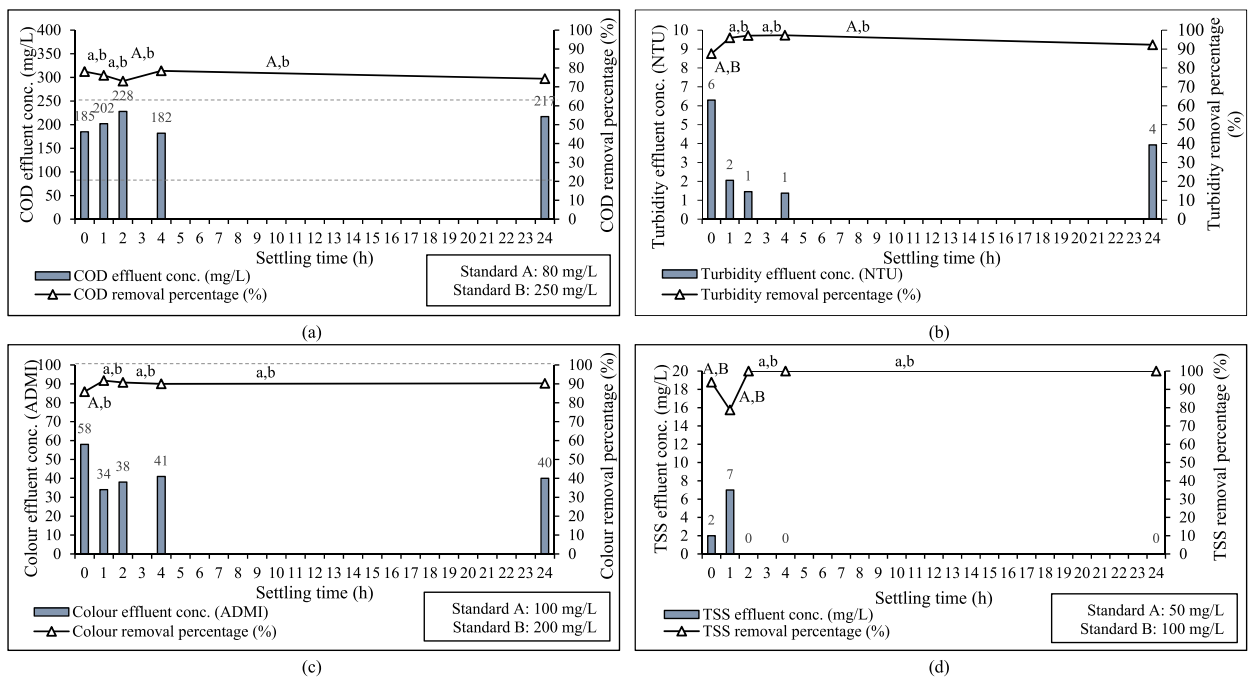 COD effluent conc. (mg/L)
400
350
300
250
200
150
100
50
0
a,b a,b A,b A,b
185 202 228 182 217
100
90
80
70
60
50
40
30
20
10
0
COD removal percentage (%)
0 1 2 3 4 5 6 7 8 9 10 11 12 13 14 15 16 17 18 19 20 21 22 23 24
Settling time (h)
COD effluent conc. (mg/L)
COD removal percentage (%)
Standard A: 80 mg/L
Standard B: 250 mg/L
(a)
Turbidity effluent conc. (NTU)
10
9
8
7
6
5
4
3
2
1
0
a,b a,b A,b
A,B
6 2 1 1 4
100
90
80
70
60
50
40
30
20
10
0
Turbidity removal percentage
(%)
0 1 2 3 4 5 6 7 8 9 10 11 12 13 14 15 16 17 18 19 20 21 22 23 24
Settling time (h)
Turbidity effluent conc. (NTU)
Turbidity removal percentage (%)
(b)
Colour effluent conc. (ADMI)
100
90
80
70
60
50
40
30
20
10
0
a,b a,b a,b
A,b
58 34 38 41 40
100
90
80
70
60
50
40
30
20
10
0
Colour removal percentage (%)
0 1 2 3 4 5 6 7 8 9 10 11 12 13 14 15 16 17 18 19 20 21 22 23 24
Settling time (h)
Colour effluent conc. (ADMI)
Colour removal percentage (%)
Standard A: 100 mg/L
Standard B: 200 mg/L
(c)
TSS effluent conc. (mg/L)
20
18
16
14
12
10
8
6
4
2
0
A,B a,b a,b
A,B
2 7 0 0 0
100
90
80
70
60
50
40
30
20
10
0
TSS removal percentage (%)
0 1 2 3 4 5 6 7 8 9 10 11 12 13 14 15 16 17 18 19 20 21 22 23 24
Settling time (h)
TSS effluent conc. (mg/L)
TSS removal percentage (%)
Standard A: 50 mg/L
Standard B: 100 mg/L
(d)